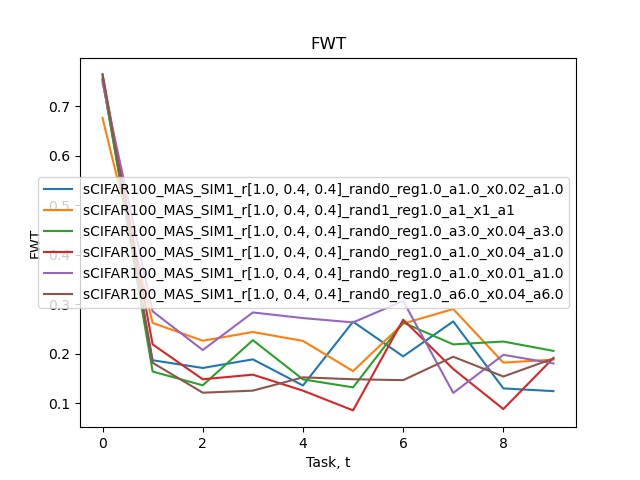 FWT
0.7
0.6
0.5
0.4
0.3
0.2
0.1
FWT
sCIFAR100_MAS_SIM1_r[1.0, 0.4, 0.4]_rand0_reg1.0_a1.0_x0.02_a1.0
sCIFAR100_MAS_SIM1_r[1.0, 0.4, 0.4]_rand1_reg1.0_a1_x1_a1
sCIFAR100_MAS_SIM1_r[1.0, 0.4, 0.4]_rand0_reg1.0_a3.0_x0.04_a3.0
sCIFAR100_MAS_SIM1_r[1.0, 0.4, 0.4]_rand0_reg1.0_a1.0_x0.04_a1.0
sCIFAR100_MAS_SIM1_r[1.0, 0.4, 0.4]_rand0_reg1.0_a1.0_x0.01_a1.0
sCIFAR100_MAS_SIM1_r[1.0, 0.4, 0.4]_rand0_reg1.0_a6.0_x0.04_a6.0
0 2 4 6 8
Task, t